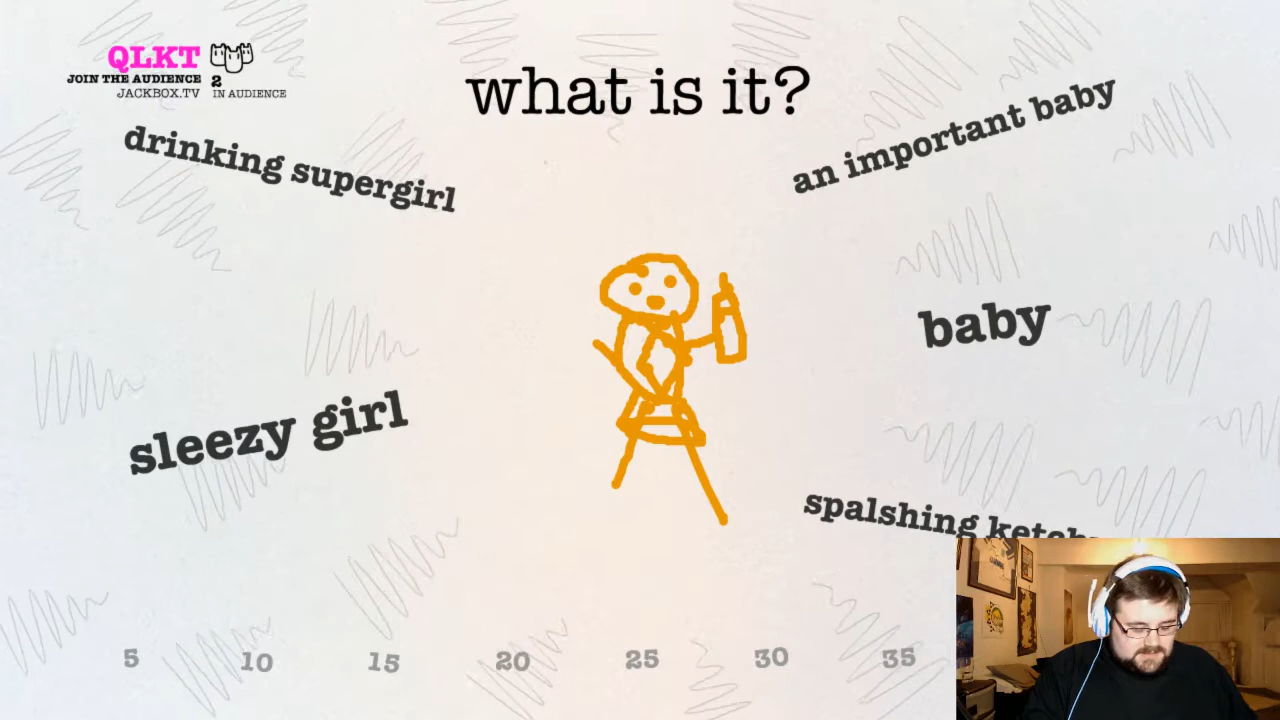 QLKT
JOIN THE AUDIENCE
JACKBOX.TV
2
IN AUDIENCE
what is it?
drinking supergirl
an important baby
baby
sleezy girl
spalshing
5 10 15 20 25 30 35